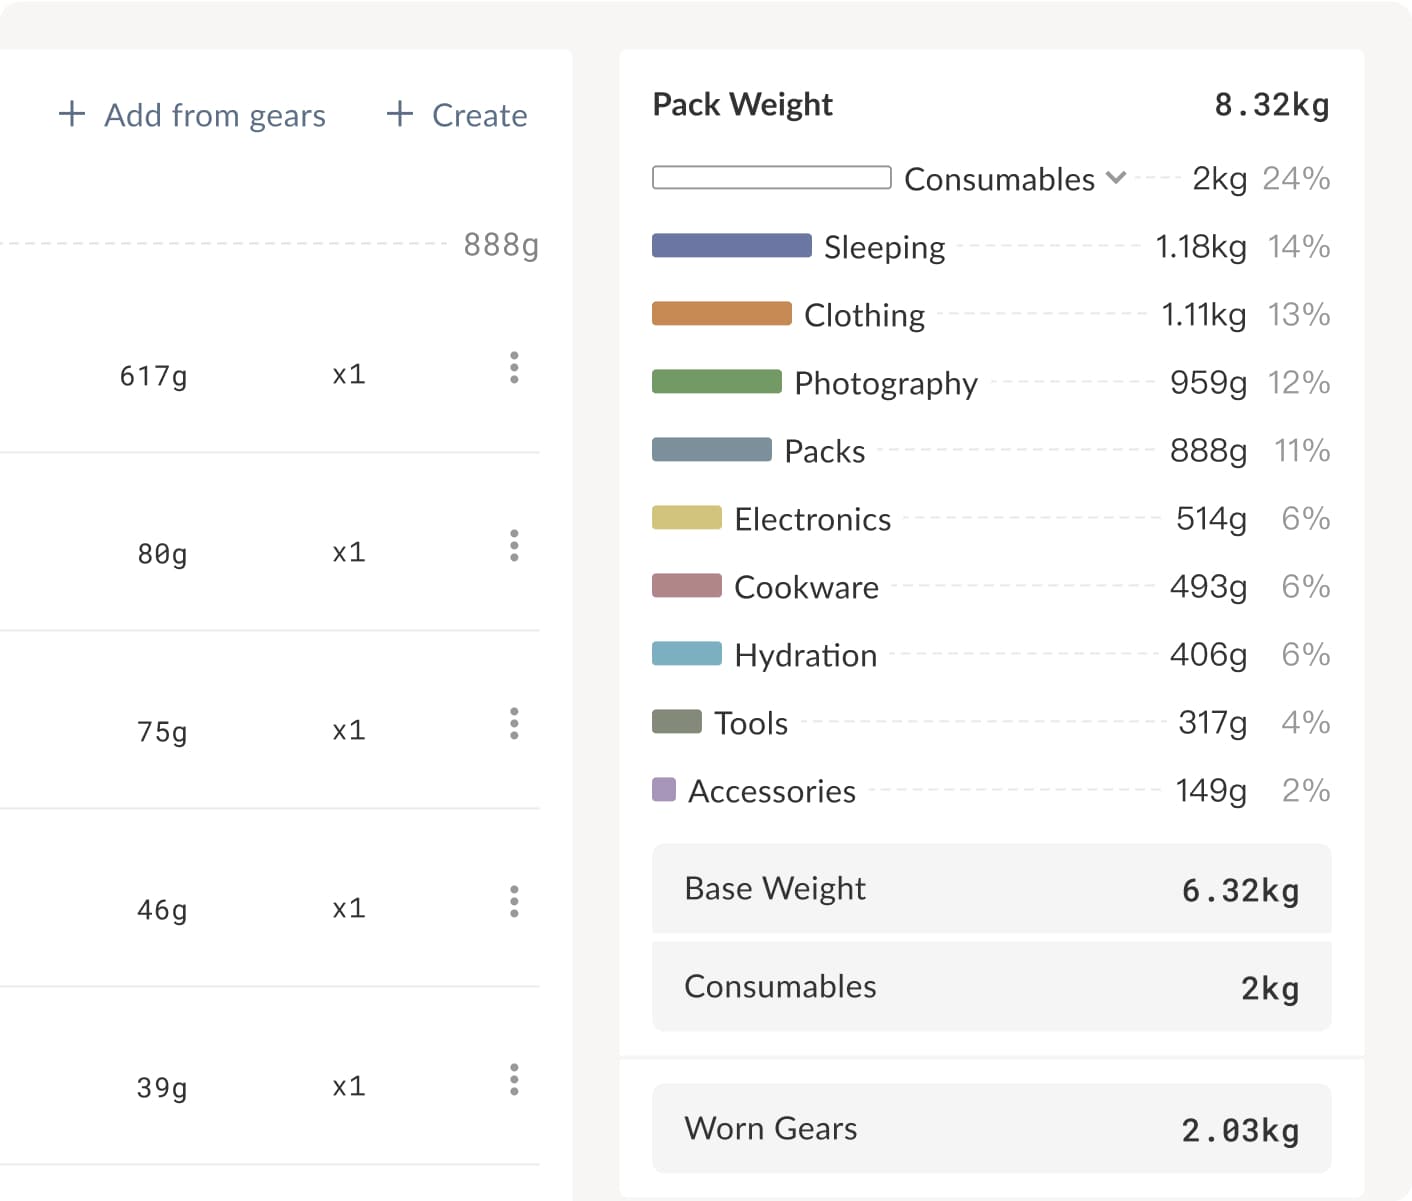 Add from gears
Create
888g
617g x1
80g x1
75g x1
46g x1
39g x1
Pack Weight 8.32kg
Consumables 2kg 24%
Sleeping 1.18kg 14%
Clothing 1.11kg 13%
Photography 959g 12%
Packs 888g 11%
Electronics 514g 6%
Cookware 493g 6%
Hydration 406g 6%
Tools 317g 4%
Accessories 149g 2%
Base Weight 6.32kg
Consumables 2kg
Worn Gears 2.03kg